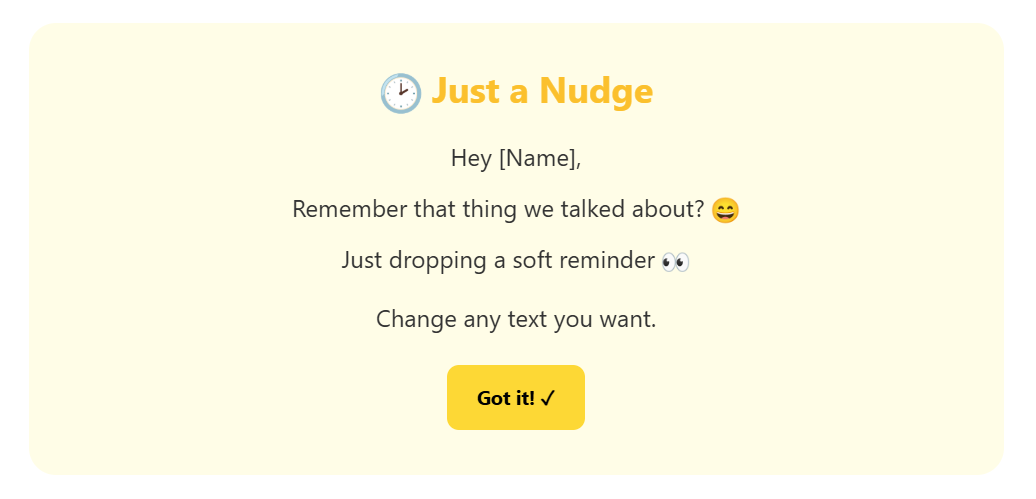 🕑 Just a Nudge
Hey [Name],
Remember that thing we talked about? 😄
Just dropping a soft reminder 👀
Change any text you want.
Got it! ✓